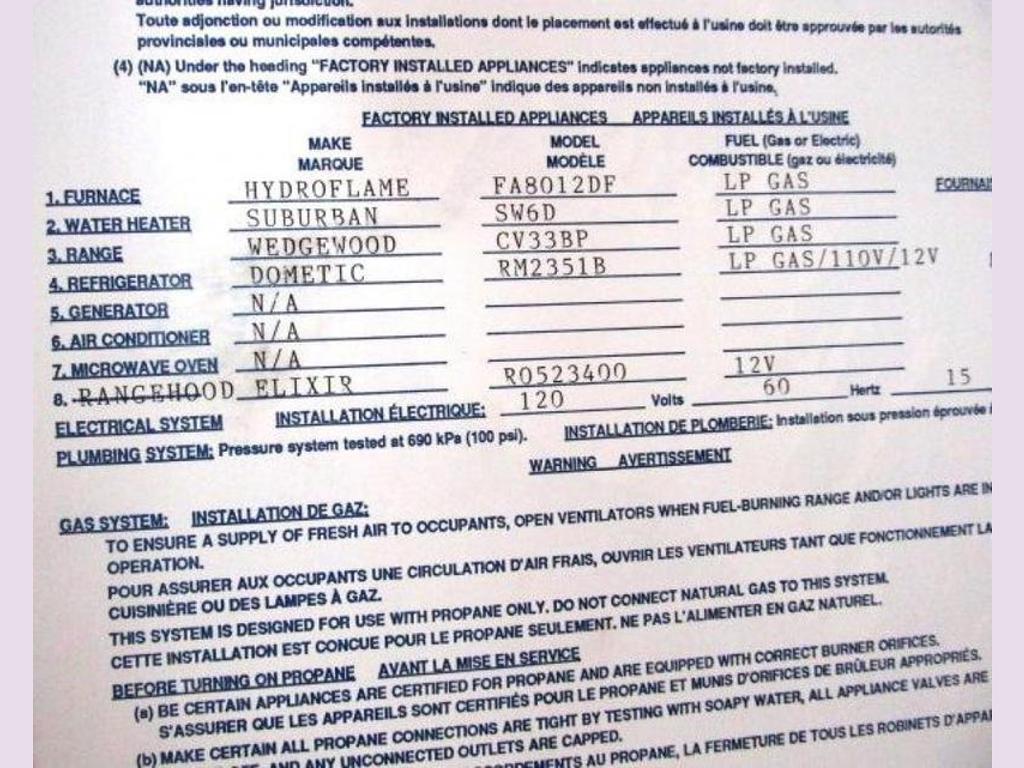 authorities having jurisdiction.
Toute adjonction ou modification aux installations dont le placement est effectué à l'usine doit être approuvée par les autorités
provinciales ou municipales compétentes.
(4) (NA) Under the heading "FACTORY INSTALLED APPLIANCES" indicates appliances not factory installed.
"NA" sous l'en-tête "Appareils installés à l'usine" indique des appareils non installés à l'usine.
FACTORY INSTALLED APPLIANCES APPAREILS INSTALLÉS À L'USINE
MAKE MODEL FUEL (Gas or Electric)
MARQUE MODÈLE COMBUSTIBLE (gaz ou électricité)
1. FURNACE HYDROFLAME FA8012DF LP GAS
2. WATER HEATER SUBURBAN SW6D LP GAS
3. RANGE WEDGEWOOD CV33BP LP GAS
4. REFRIGERATOR DOMETIC RM2351B LP GAS/110V/12V
5. GENERATOR N/A
6. AIR CONDITIONER N/A
7. MICROWAVE OVEN N/A
8. RANGEHOOD ELIXIR R0523400 12V
ELECTRICAL SYSTEM INSTALLATION ÉLECTRIQUE: 120 Volts 60 Hertz 15
PLUMBING SYSTEM: Pressure system tested at 690 kPa (100 psi). INSTALLATION DE PLOMBERIE: Installation sous pression éprouvée
WARNING AVERTISSEMENT
GAS SYSTEM: INSTALLATION DE GAZ:
TO ENSURE A SUPPLY OF FRESH AIR TO OCCUPANTS, OPEN VENTILATORS WHEN FUEL-BURNING RANGE AND/OR LIGHTS ARE IN
OPERATION.
POUR ASSURER AUX OCCUPANTS UNE CIRCULATION D'AIR FRAIS, OUVRIR LES VENTILATEURS TANT QUE FONCTIONNEMENT LA
CUISINIÈRE OU DES LAMPES À GAZ.
THIS SYSTEM IS DESIGNED FOR USE WITH PROPANE ONLY. DO NOT CONNECT NATURAL GAS TO THIS SYSTEM.
CETTE INSTALLATION EST CONCUE POUR LE PROPANE SEULEMENT. NE PAS L'ALIMENTER EN GAZ NATUREL.
BEFORE TURNING ON PROPANE AVANT LA MISE EN SERVICE
(a) BE CERTAIN APPLIANCES ARE CERTIFIED FOR PROPANE AND ARE EQUIPPED WITH CORRECT BURNER ORIFICES.
S'ASSURER QUE LES APPAREILS SONT CERTIFIÉS POUR LE PROPANE ET MUNIS D'ORIFICES DE BRÛLEUR APPROPRIÉS.
(b) MAKE CERTAIN ALL PROPANE CONNECTIONS ARE TIGHT BY TESTING WITH SOAPY WATER, ALL APPLIANCE VALVES ARE
AND ANY UNCONNECTED OUTLETS ARE CAPPED.
AU PROPANE, LA FERMETURE DE TOUS LES ROBINETS